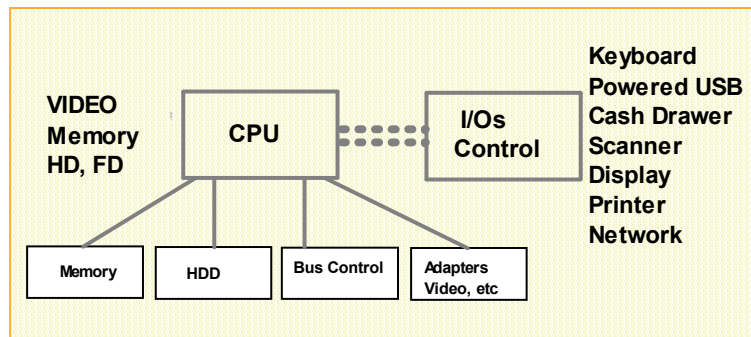 VIDEO
Memory
HD, FD
CPU
I/Os
Control
Keyboard
Powered USB
Cash Drawer
Scanner
Display
Printer
Network
Memory
HDD
Bus Control
Adapters
Video, etc